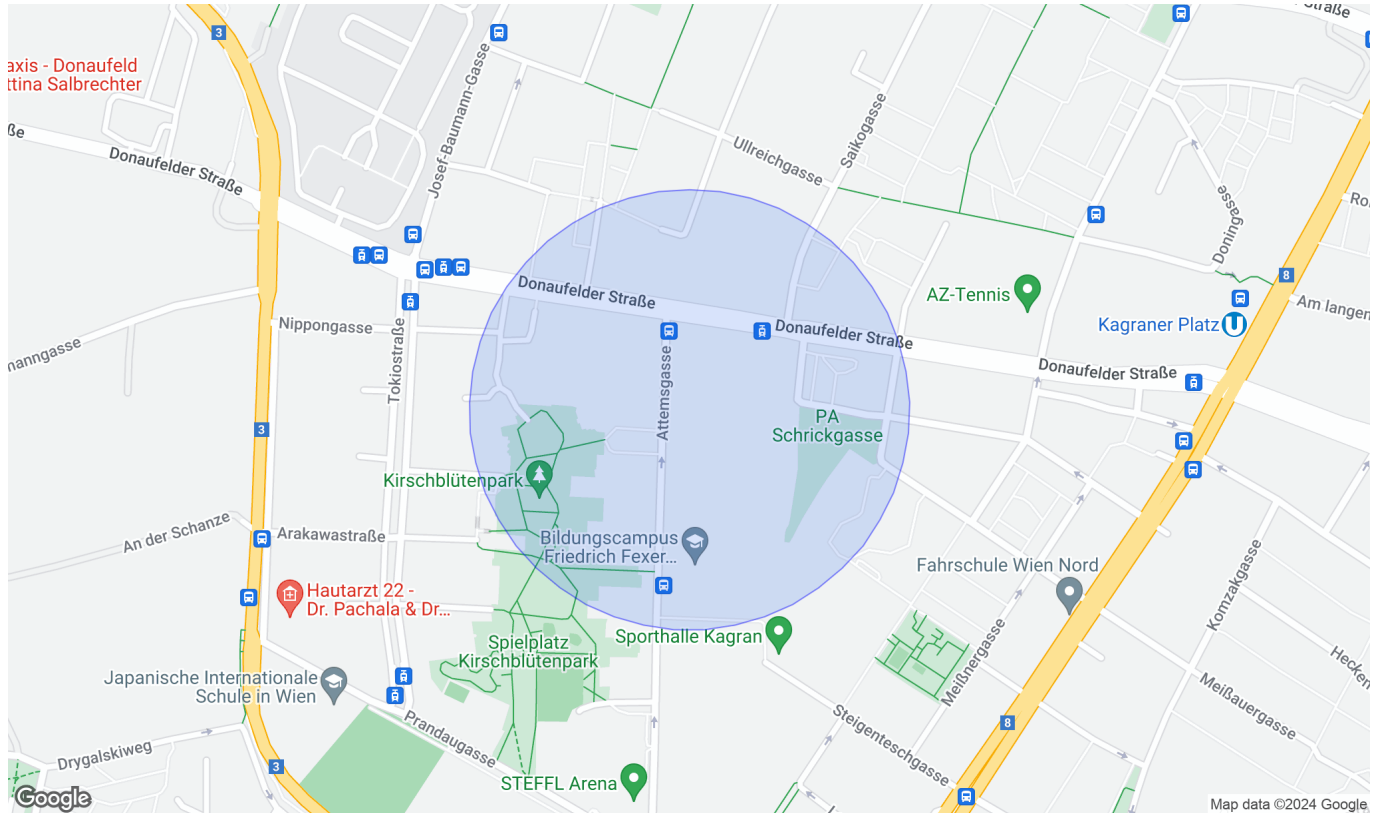 3
Straße
axis - Donaufeld
ttina Salbrechter
Josef-Baumann-Gasse
Saikogasse
ße
Donaufelder Straße
Ullreichgasse
Doningasse
Ro
Donaufelder Straße
AZ-Tennis
8
Am langen
Nippongasse
Kagraner Platz
U
Donaufelder Straße
Tokiostraße
manngasse
Attemsgasse
Donaufelder Straße
3
PA
Schrickgasse
Kirschblütenpark
An der Schanze
Arakawastraße
Bildungscampus
Friedrich Fexer...
Fahrschule Wien Nord
Komzakgasse
Hautarzt 22 -
Dr. Pachala & Dr...
Spielplatz
Kirschblütenpark
Sporthalle Kagran
Meißnergasse
Hecken
Japanische Internationale
Schule in Wien
Meißauergasse
Prandaugasse
Steigenteschgasse
8
Drygalskiweg
3
STEFFL Arena
Google
Map data ©2024 Google